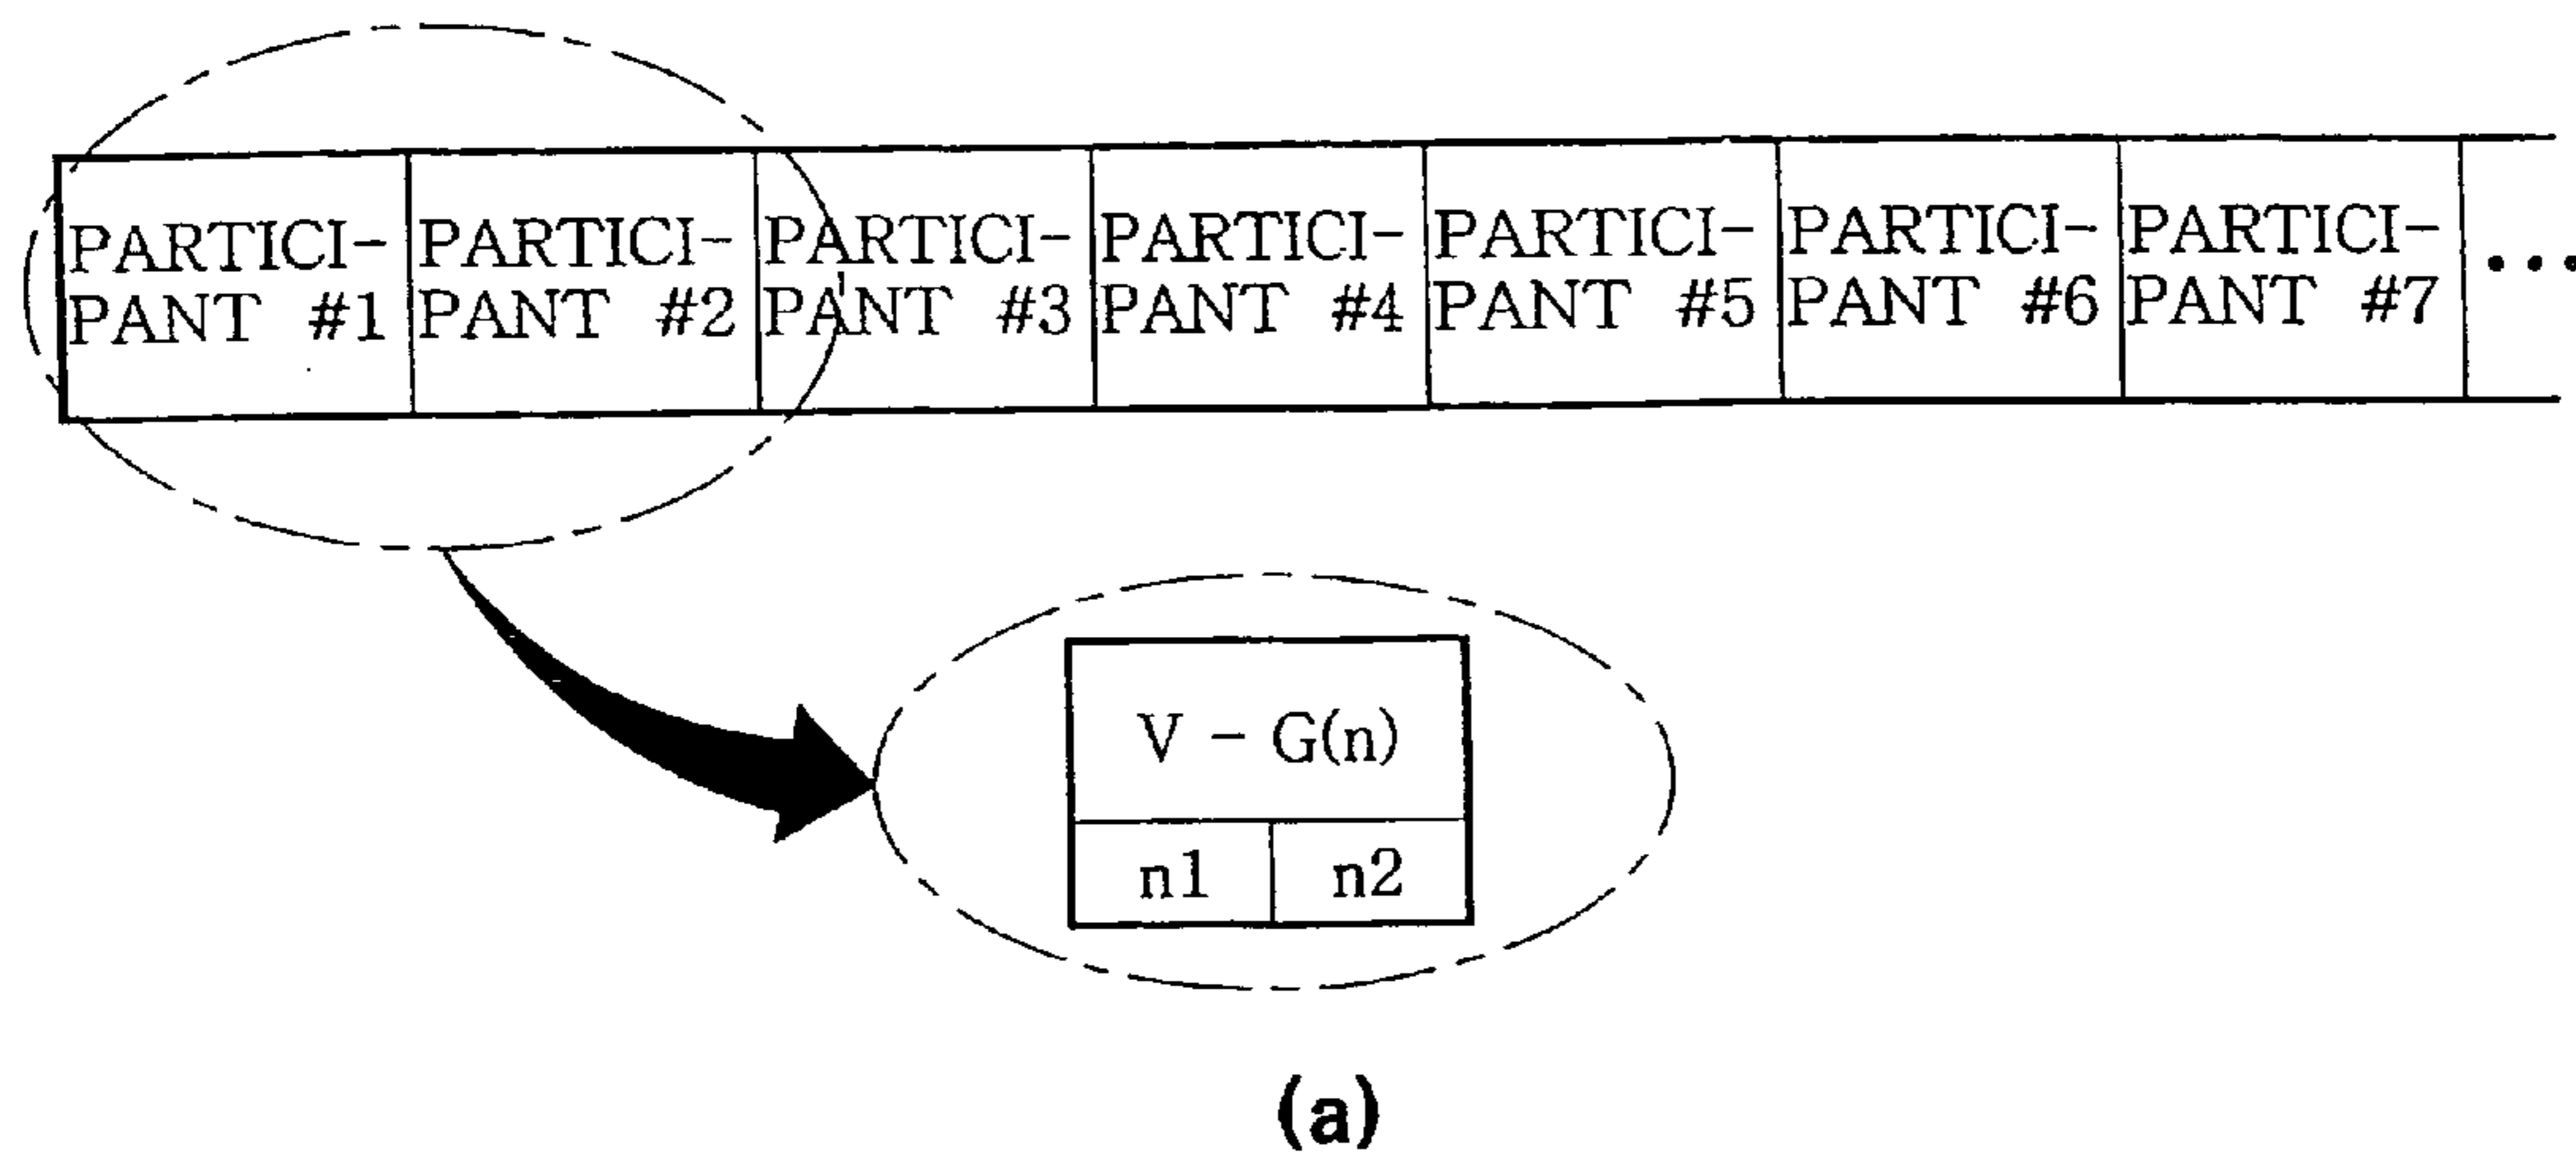 PARTICI- PARTICI- PARTICI- PARTICI- PARTICI- PARTICI- PARTICI-
PANT #1 PANT #2 PANT #3 PANT #4 PANT #5 PANT #6 PANT #7 ...
V - G(n)
n1 n2
(a)